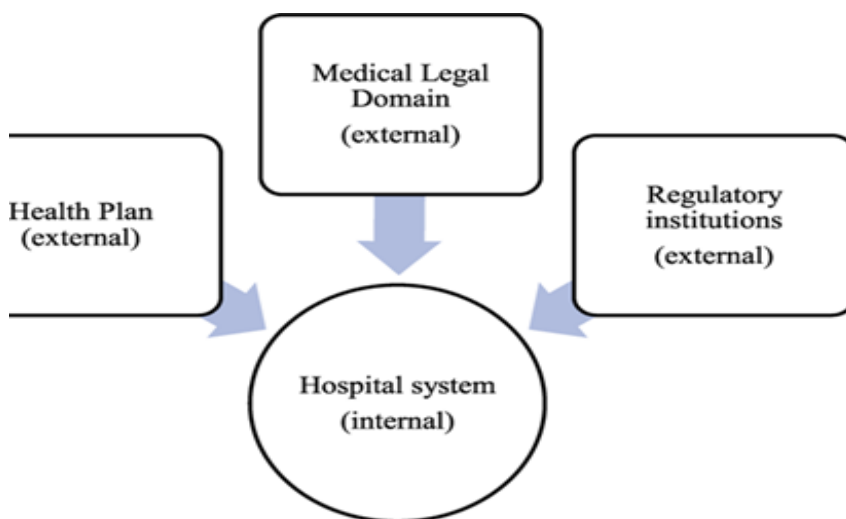 Medical Legal
Domain
(external)
Health Plan
(external)
Regulatory
institutions
(external)
Hospital system
(internal)